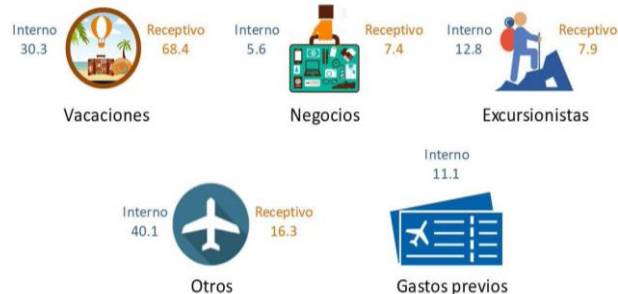 Interno Receptivo Interno Receptivo Interno Receptivo
30.3 68.4 5.6 7.4 12.8 7.9
Vacaciones Negocios Excursionistas
Interno
11.1
Interno Receptivo
40.1 16.3
Otros Gastos previos